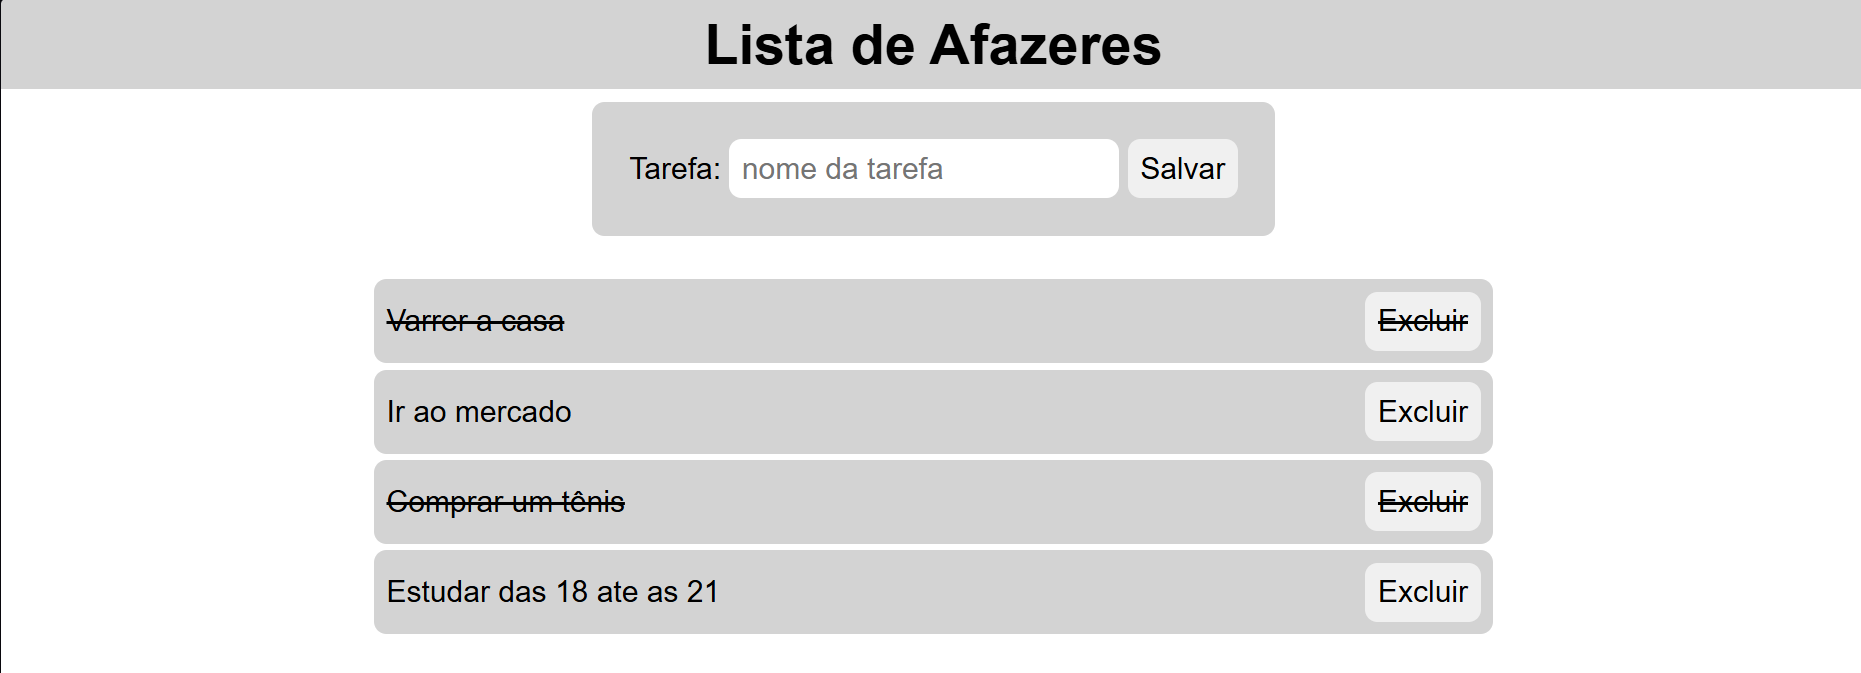 Lista de Afazeres
Tarefa: nome da tarefa Salvar
Varrer a casa Excluir
Ir ao mercado Excluir
Comprar um tênis Excluir
Estudar das 18 ate as 21 Excluir